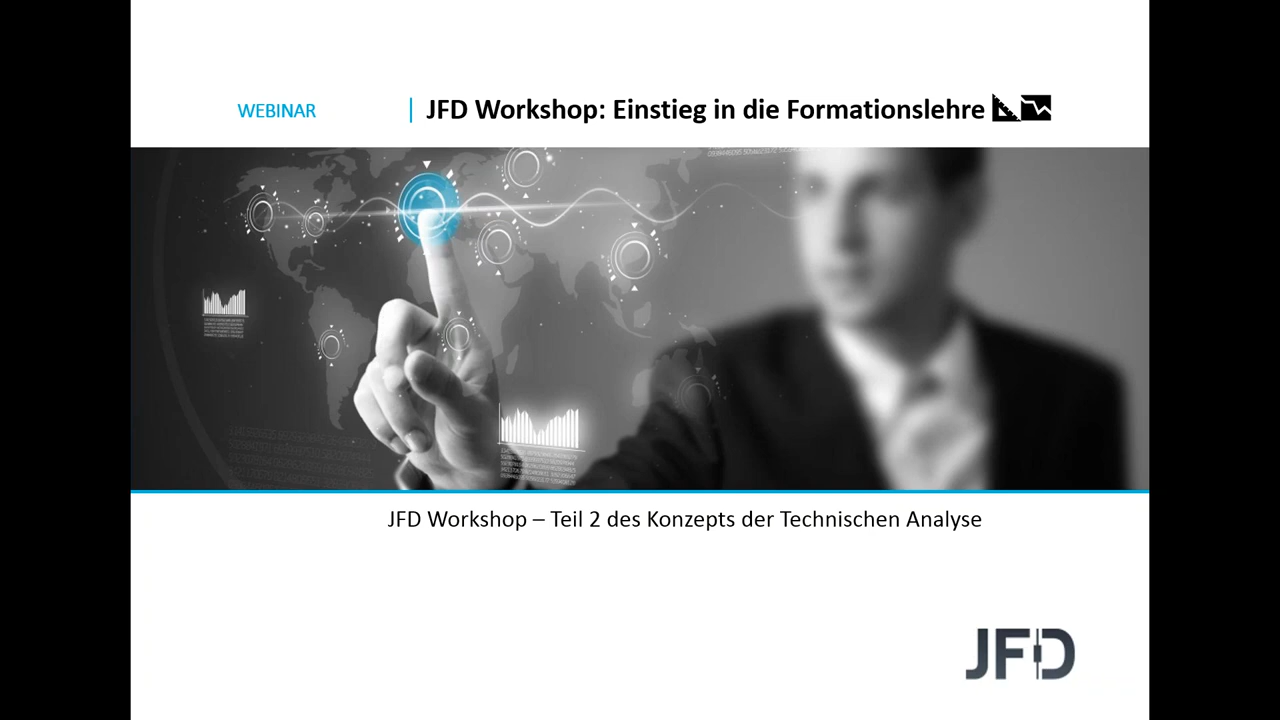 WEBINAR
JFD Workshop: Einstieg in die Formationslehre
JFD Workshop – Teil 2 des Konzepts der Technischen Analyse
JFD